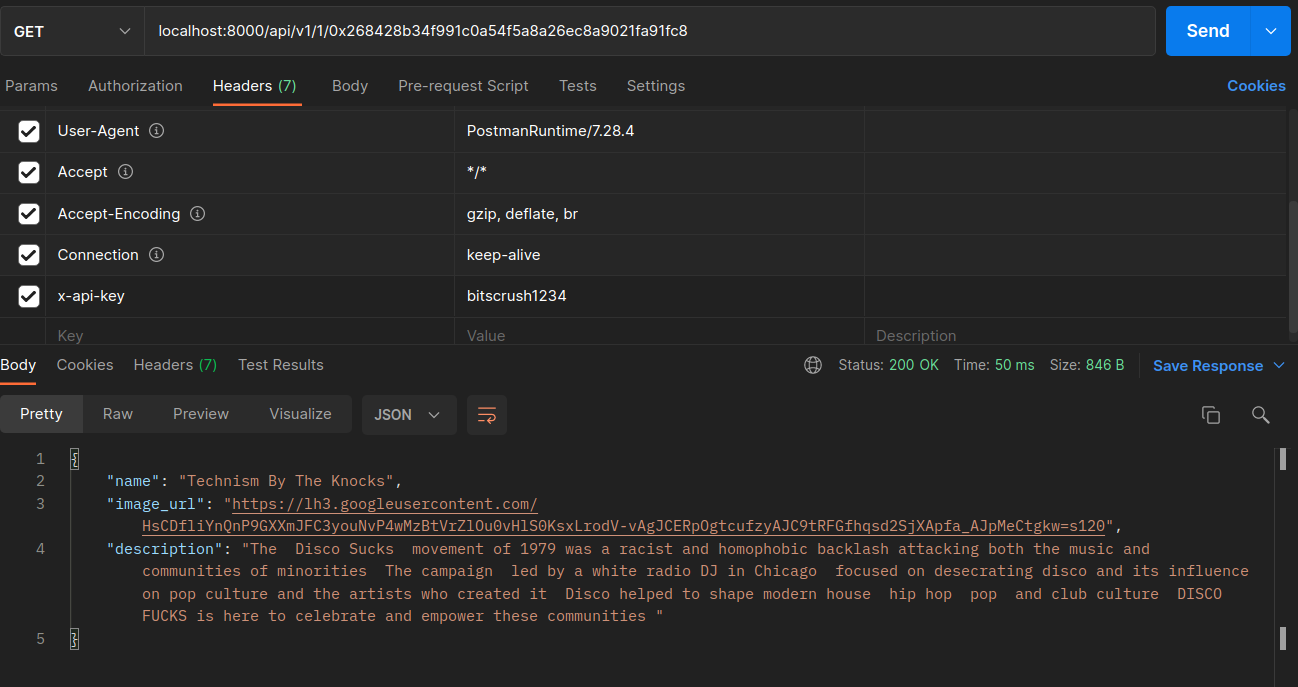 GET localhost:8000/api/v1/1/0x268428b34f991c0a54f5a8a26ec8a9021fa91fc8 Send
Params Authorization Headers (7) Body Pre-request Script Tests Settings Cookies
User-Agent PostmanRuntime/7.28.4
Accept */*
Accept-Encoding gzip, deflate, br
Connection keep-alive
x-api-key bitscrush1234
Key Value Description
Body Cookies Headers (7) Test Results Status: 200 OK Time: 50 ms Size: 846 B Save Response
Pretty Raw Preview Visualize JSON
1 {
2 "name": "Technism By The Knocks",
3 "image_url": "https://lh3.googleusercontent.com/
HsCDfliYnQnP9GXXmJFC3youNvP4wMzBtVrZlOu0vHlS0KsxLrodV-vAgJCERpOgtcufzyAJC9tRFGfhqsd2SjXApfa_AJpMeCtgkw=s120",
4 "description": "The  Disco Sucks  movement of 1979 was a racist and homophobic backlash attacking both the music and
communities of minorities  The campaign  led by a white radio DJ in Chicago  focused on desecrating disco and its influence
on pop culture and the artists who created it  Disco helped to shape modern house  hip hop  pop  and club culture  DISCO
FUCKS is here to celebrate and empower these communities "
5 }